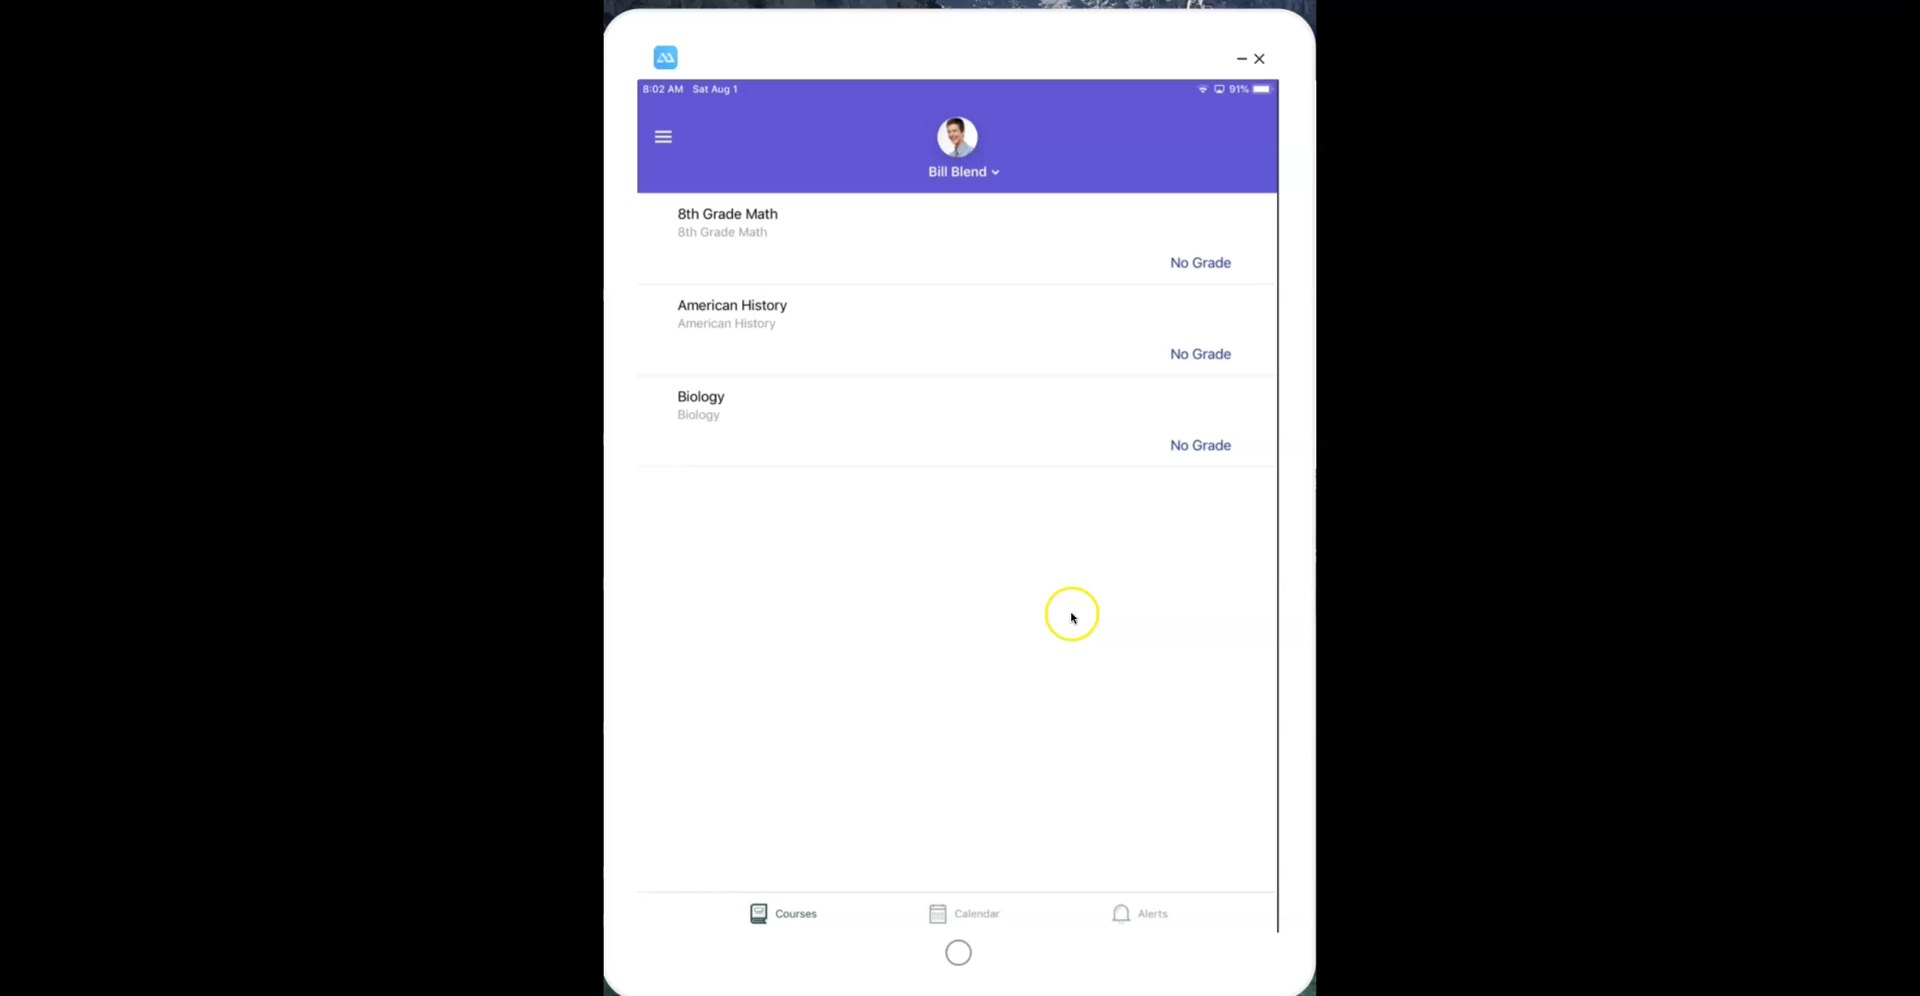 8:02 AM Sat Aug 1
91%
Bill Blend
8th Grade Math
8th Grade Math
No Grade
American History
American History
No Grade
Biology
Biology
No Grade
Courses
Calendar
Alerts